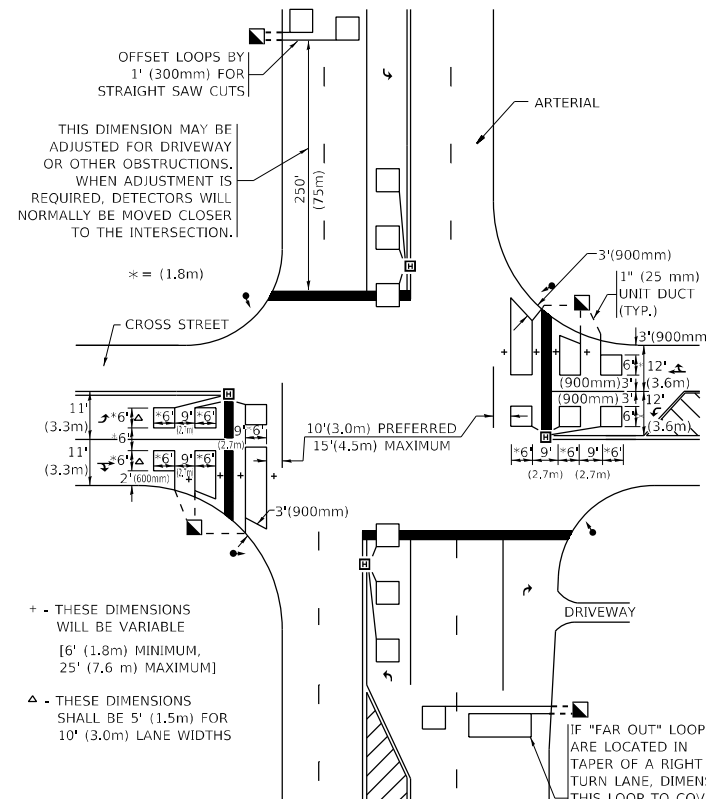 OFFSET LOOPS BY
1' (300mm) FOR
STRAIGHT SAW CUTS
ARTERIAL
THIS DIMENSION MAY BE
ADJUSTED FOR DRIVEWAY
OR OTHER OBSTRUCTIONS.
WHEN ADJUSTMENT IS
REQUIRED, DETECTORS WILL
NORMALLY BE MOVED CLOSER
TO THE INTERSECTION.
250'
(75m)
* = (1.8m)
H
3'(900mm)
1" (25 mm)
UNIT DUCT
(TYP.)
CROSS STREET
3'(900mm
6'* 12'
(900mm) 3' (3.6m)
(900mm) 3' 12'
6'*
(3.6m)
H
*6' 9' *6' 9' *6'
(2.7m) (2.7m)
10'(3.0m) PREFERRED
15'(4.5m) MAXIMUM
H
11'
(3.3m)
*6' △ *6' 9' *6'
(2.7m)
*6'
9' *6'
(2.7m)
11'
(3.3m)
*6' △ *6' 9' *6'
(2.7m)
2'(600mm)
3'(900mm)
H
DRIVEWAY
+ - THESE DIMENSIONS
WILL BE VARIABLE
[6' (1.8m) MINIMUM,
25' (7.6 m) MAXIMUM]
△ - THESE DIMENSIONS
SHALL BE 5' (1.5m) FOR
10' (3.0m) LANE WIDTHS
IF "FAR OUT" LOOP
ARE LOCATED IN
TAPER OF A RIGHT
TURN LANE, DIMENS
THIS LOOP TO COV